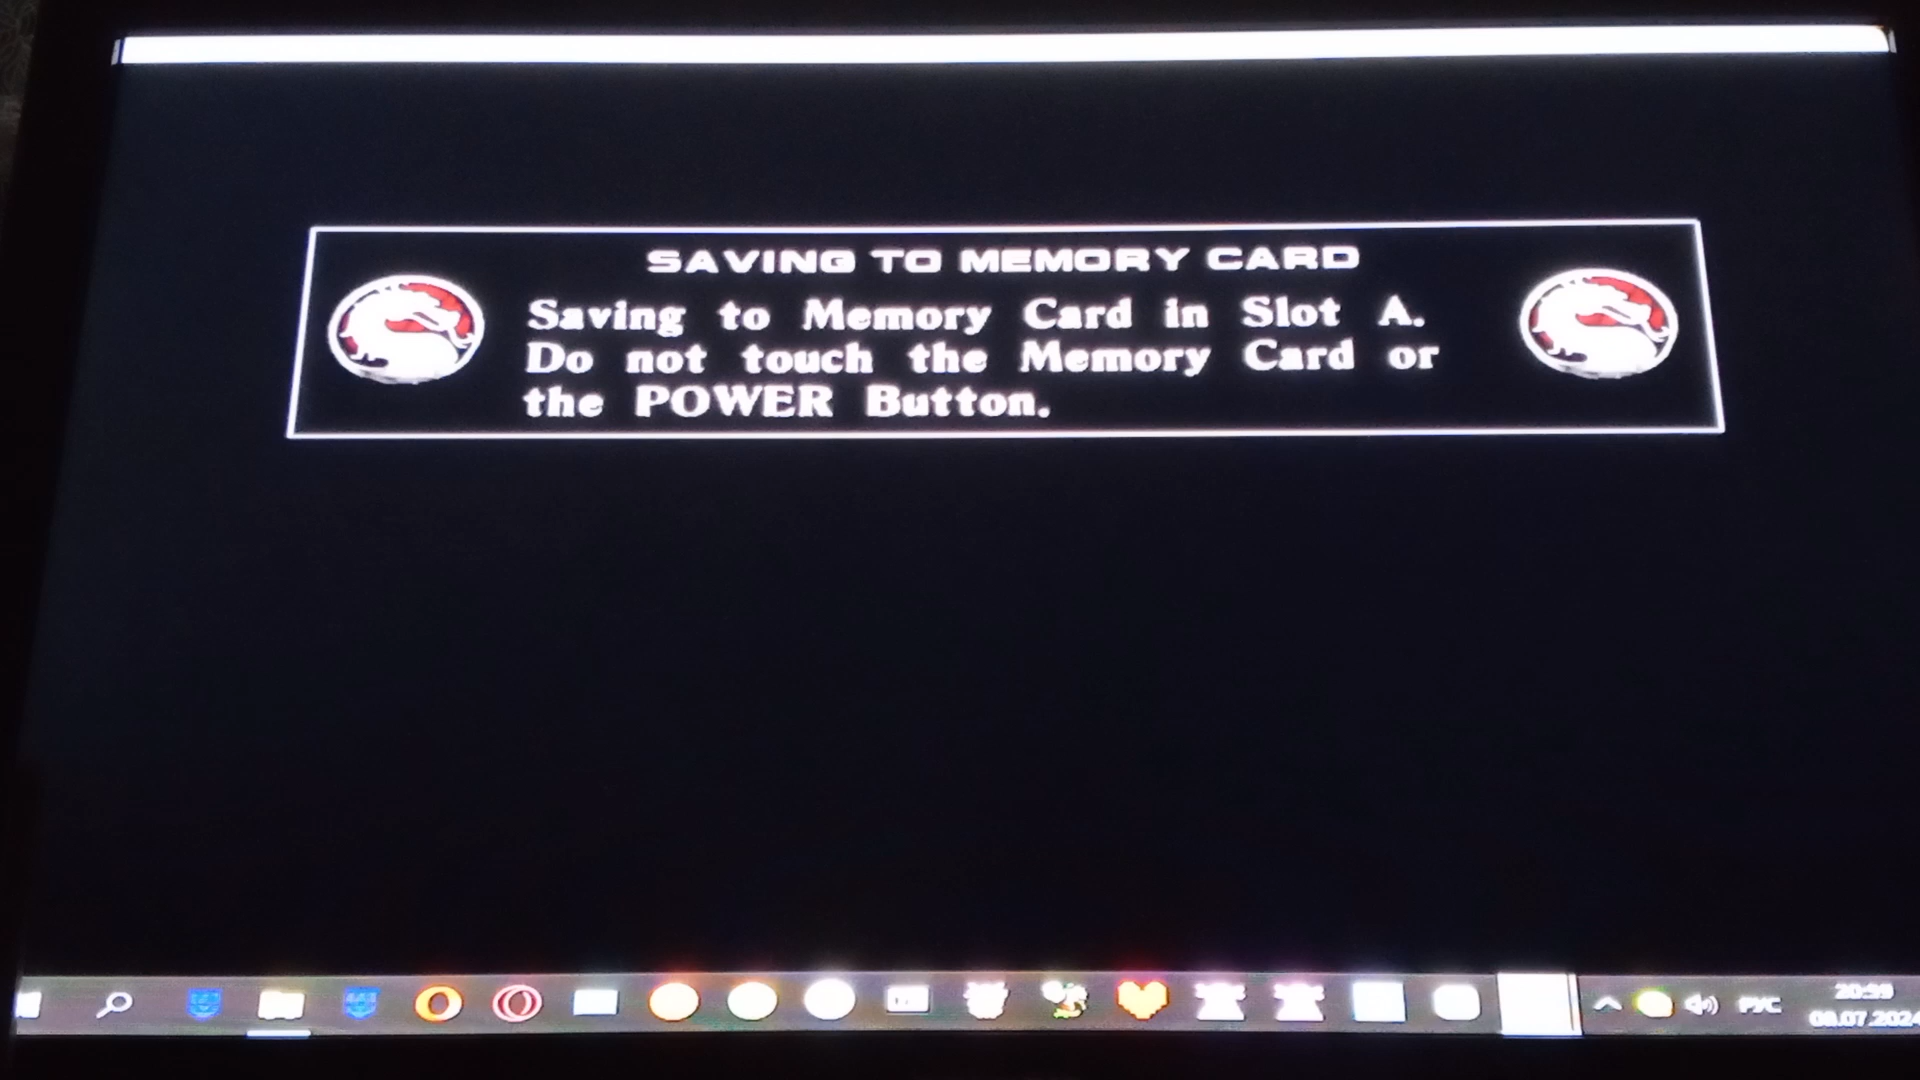 SAVING TO MEMORY CARD
Saving to Memory Card in Slot A.
Do not touch the Memory Card or
the POWER Button.
РУС